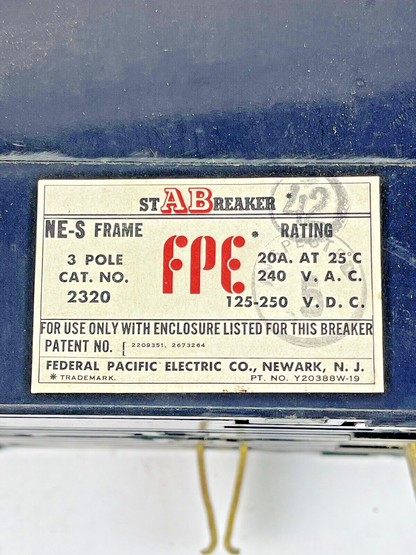 STABREAKER *
NE-S FRAME
RATING
3 POLE
CAT. NO.
2320
FPE *
20A. AT 25°C
240 V. A. C.
125-250 V. D. C.
FOR USE ONLY WITH ENCLOSURE LISTED FOR THIS BREAKER
PATENT NO. [ 2209351, 2673264
FEDERAL PACIFIC ELECTRIC CO., NEWARK, N. J.
* TRADEMARK. PT. NO. Y20388W-19
42